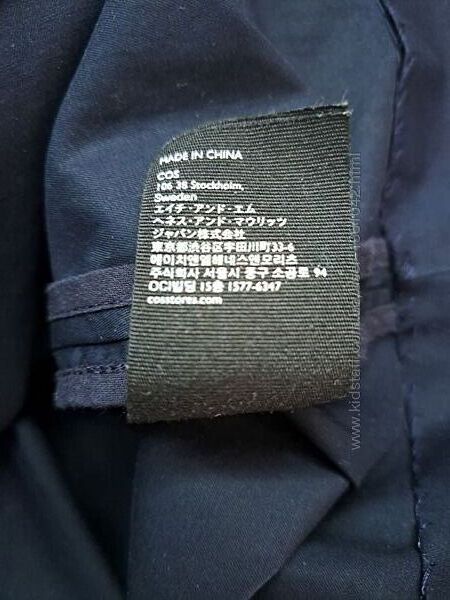 MADE IN CHINA
COS
106 38 Stockholm,
Sweden
エイチ・アンド・エム
ヘネス・アンド・マウリッツ
ジャパン株式会社
東京都渋谷区宇田川町33-6
에이치앤엠헤네스앤모리츠
주식회사 서울시 중구 소공로 94
OCI빌딩 15층 1577-6347
cosstores.com